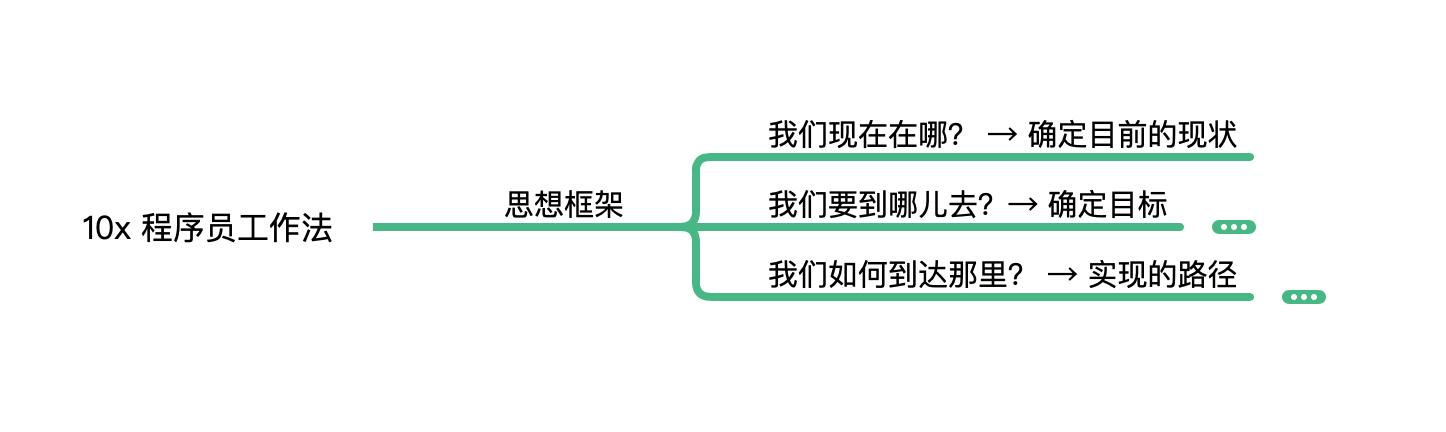 10x 程序员工作法
思想框架
我们现在在哪？ → 确定目前的现状
我们要到哪儿去？→ 确定目标
我们如何到达那里？ → 实现的路径